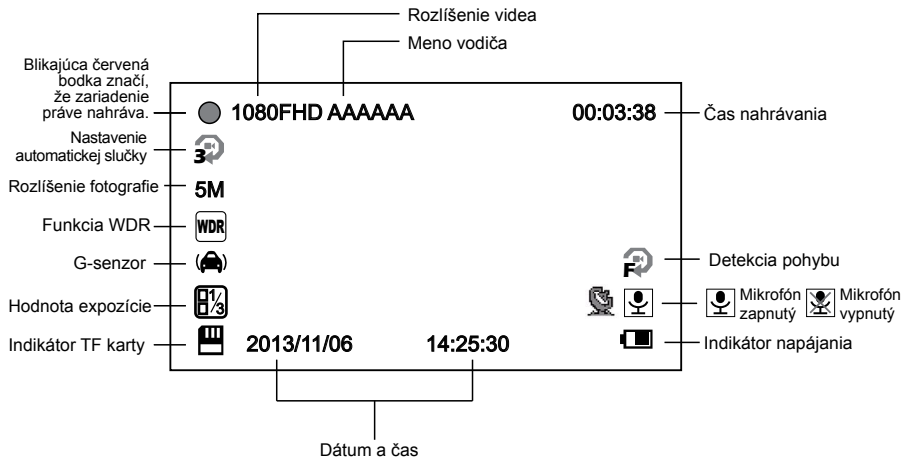 Rozlíšenie videa
Meno vodiča
Blikajúca červená
bodka značí,
že zariadenie
práve nahráva.
1080FHD AAAAAA
00:03:38
Čas nahrávania
Nastavenie
automatickej slučky
3
Rozlíšenie fotografie
5M
Funkcia WDR
WDR
G-senzor
F
Detekcia pohybu
Hodnota expozície
1/3
Mikrofón
zapnutý
Mikrofón
vypnutý
Indikátor TF karty
2013/11/06
14:25:30
Indikátor napájania
Dátum a čas